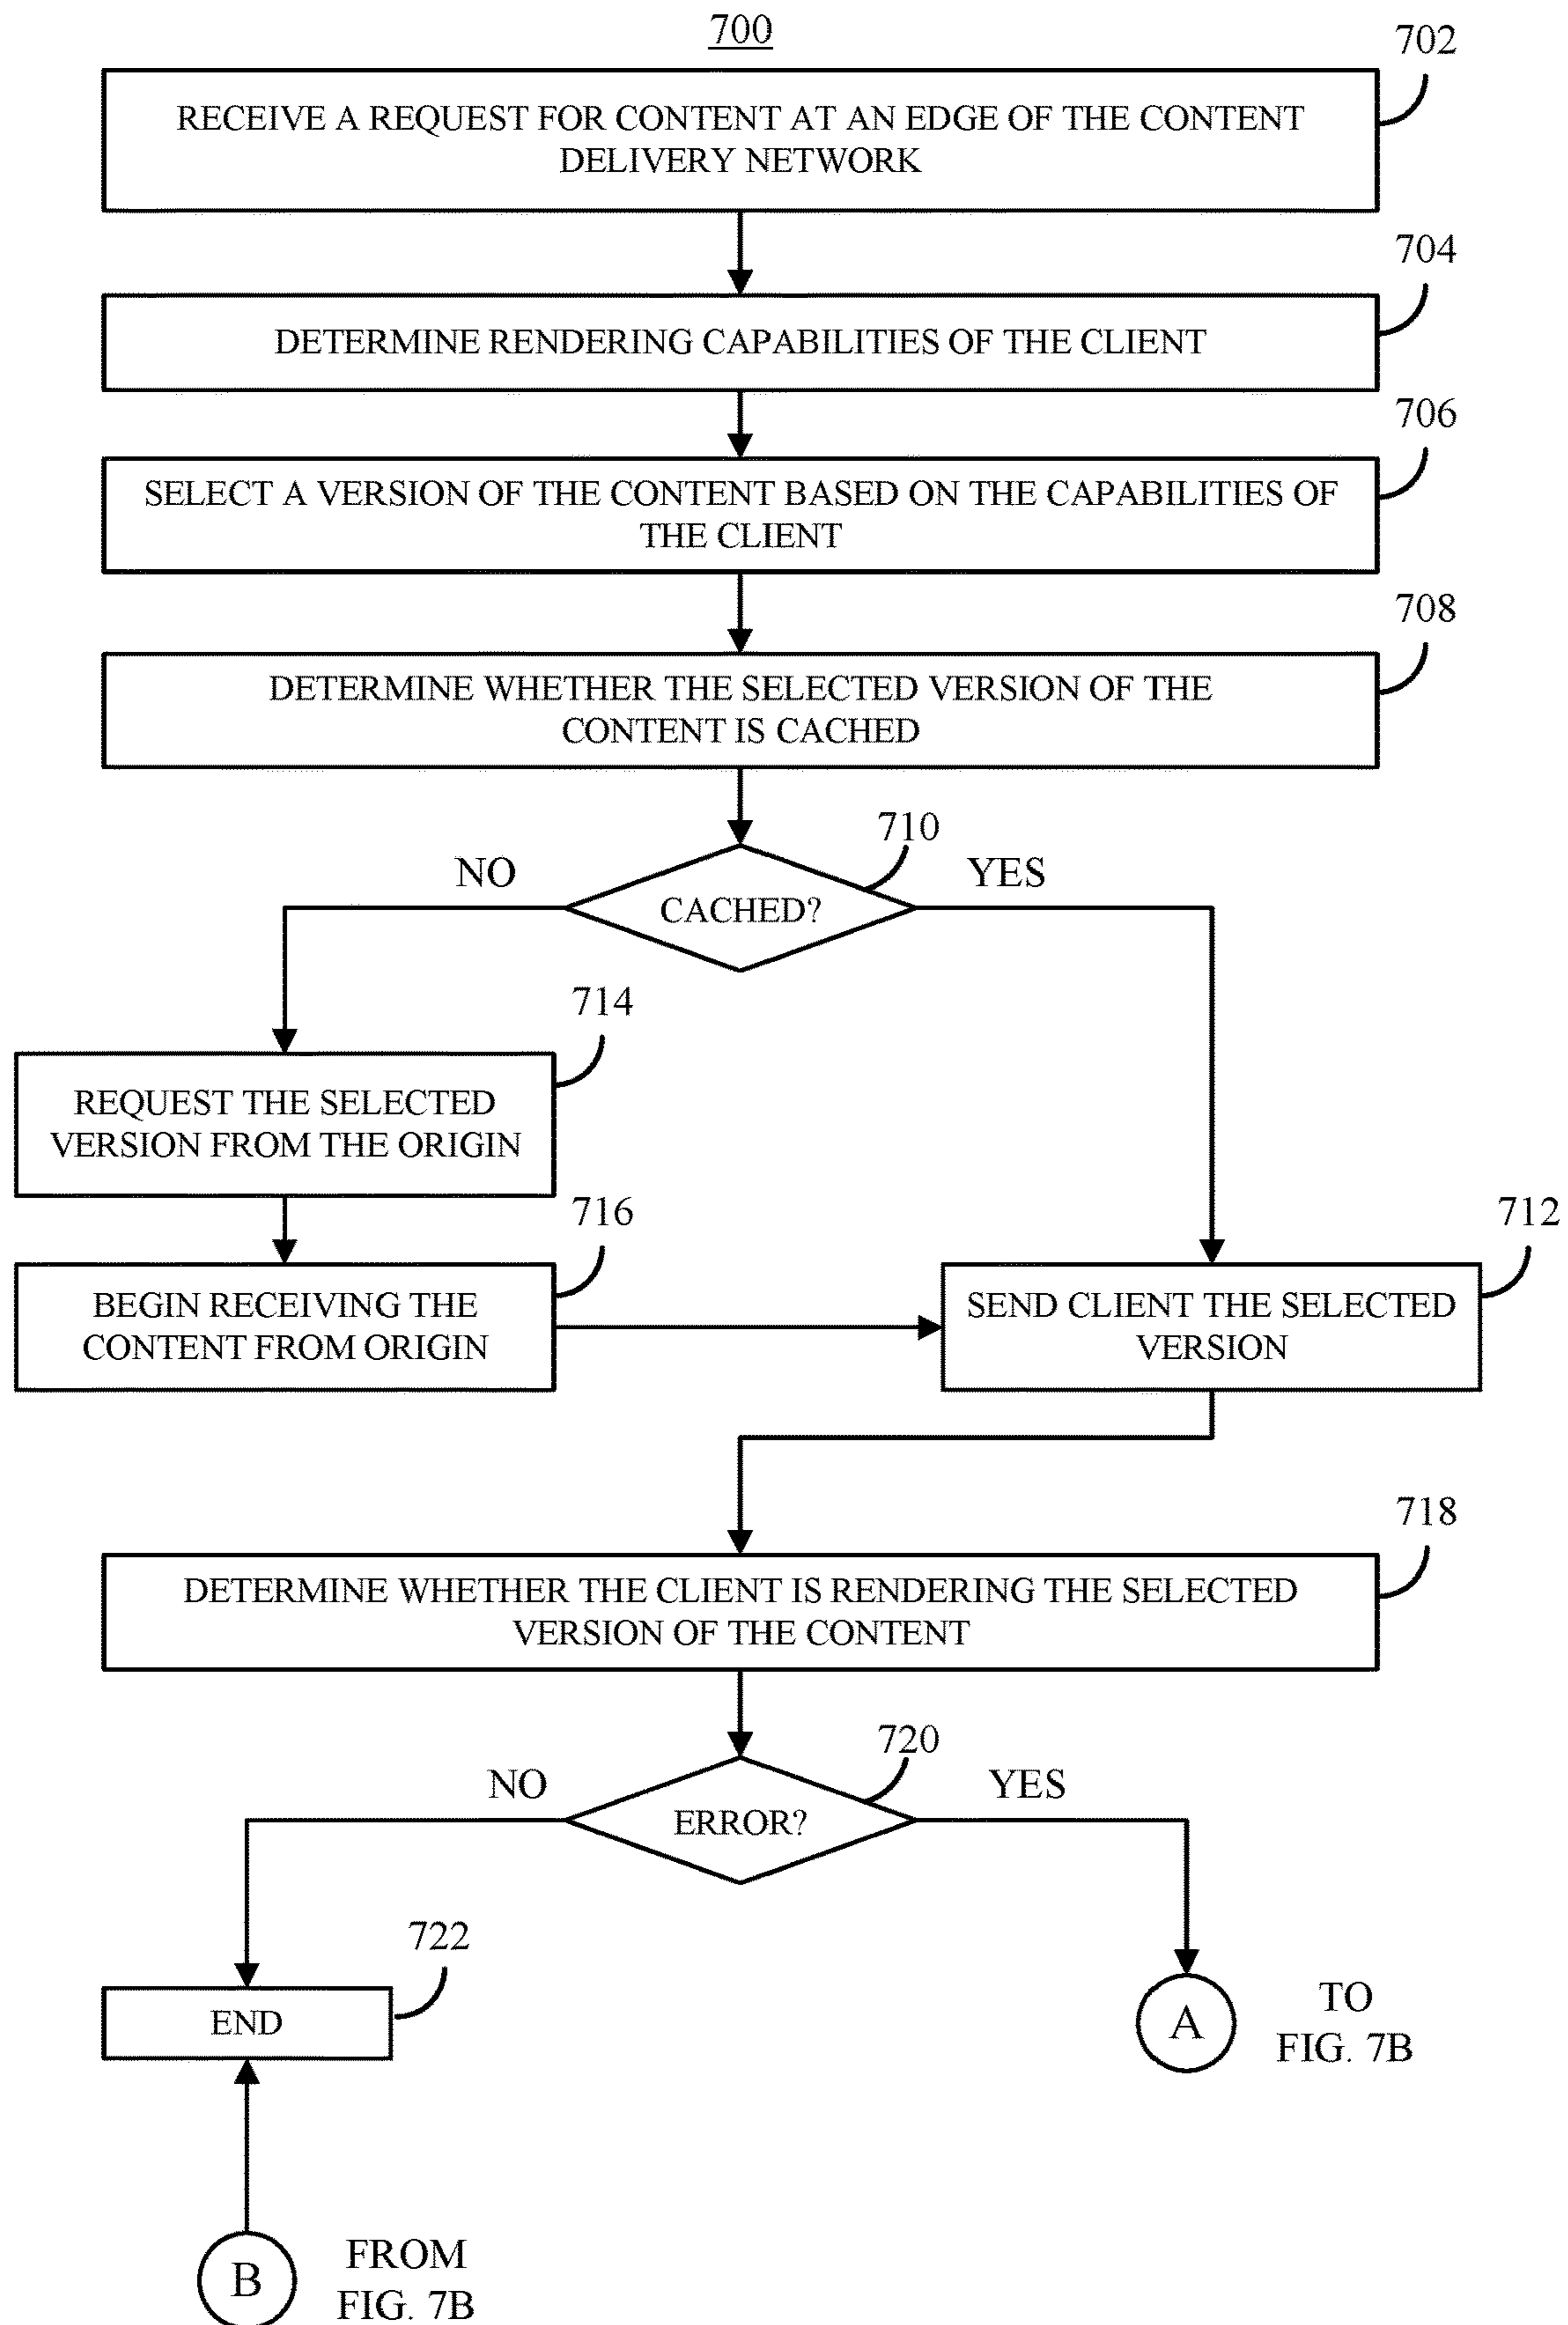 700
702
RECEIVE A REQUEST FOR CONTENT AT AN EDGE OF THE CONTENT
DELIVERY NETWORK
704
DETERMINE RENDERING CAPABILITIES OF THE CLIENT
706
SELECT A VERSION OF THE CONTENT BASED ON THE CAPABILITIES OF
THE CLIENT
708
DETERMINE WHETHER THE SELECTED VERSION OF THE
CONTENT IS CACHED
710
NO
YES
CACHED?
714
REQUEST THE SELECTED
VERSION FROM THE ORIGIN
716
BEGIN RECEIVING THE
CONTENT FROM ORIGIN
712
SEND CLIENT THE SELECTED
VERSION
718
DETERMINE WHETHER THE CLIENT IS RENDERING THE SELECTED
VERSION OF THE CONTENT
720
NO
YES
ERROR?
722
END
A
TO
FIG. 7B
B
FROM
FIG. 7B